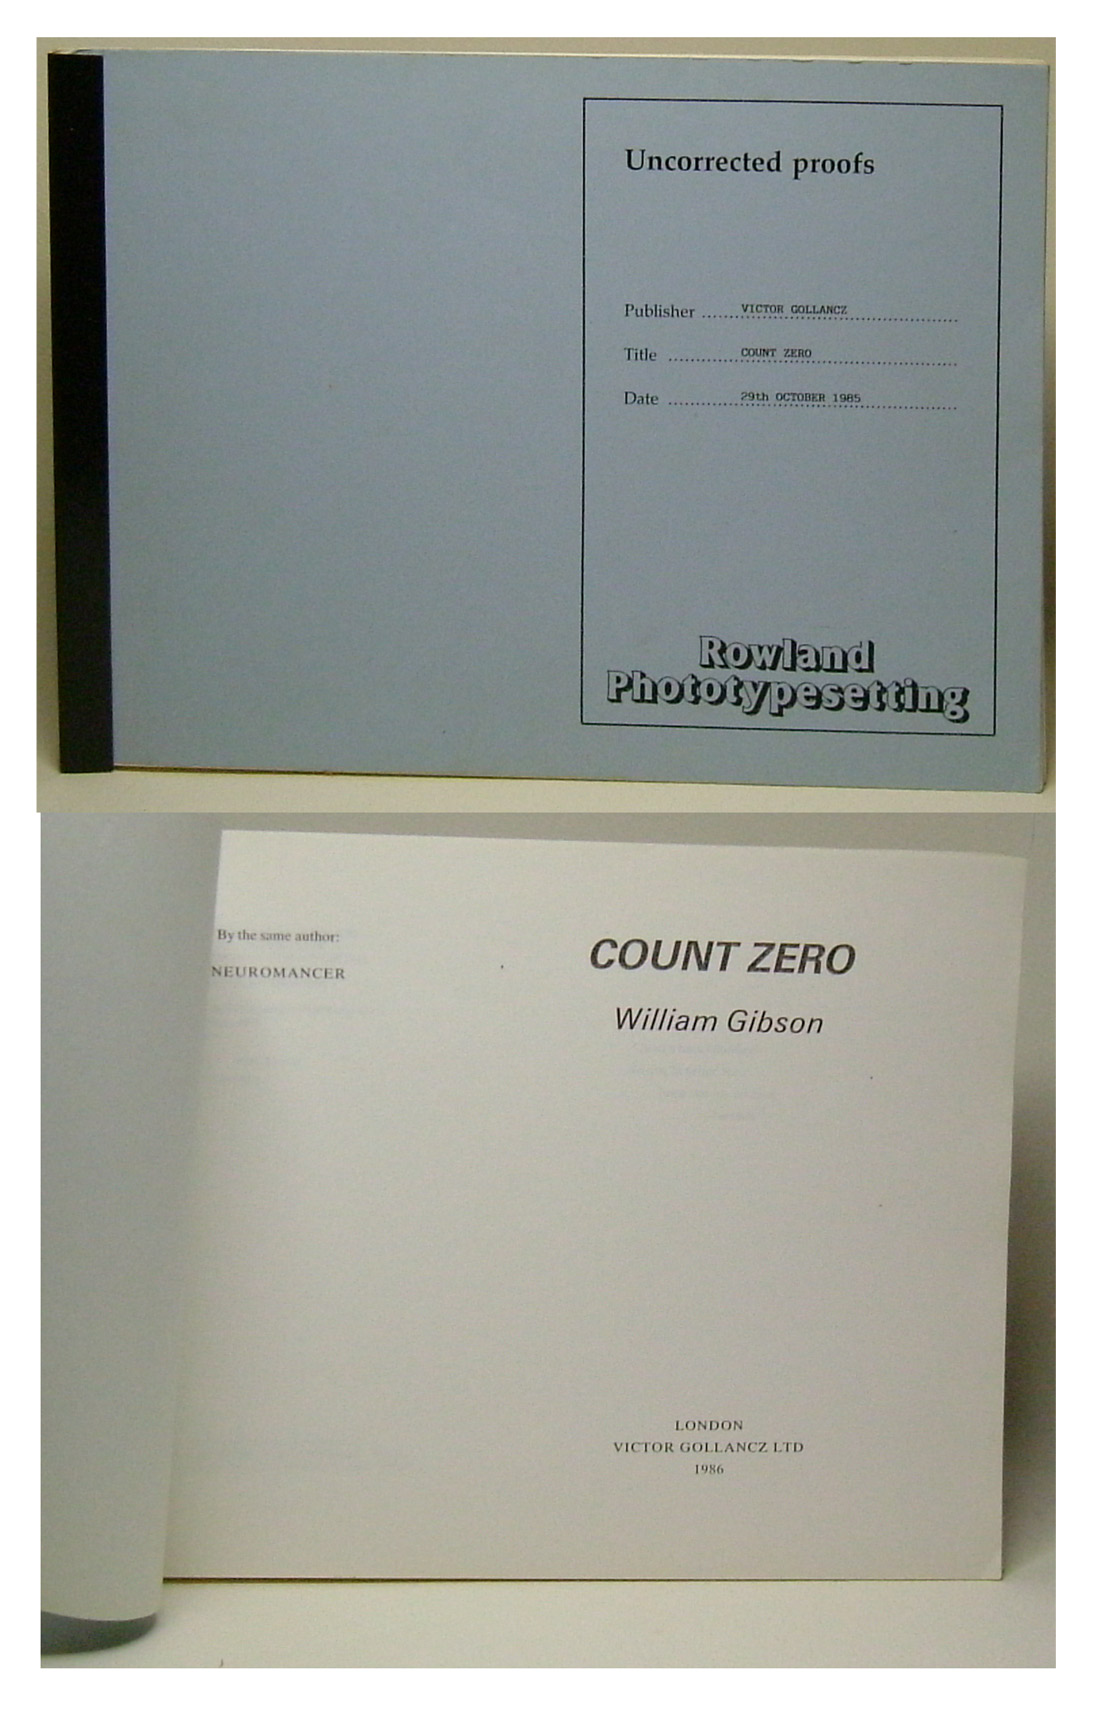 Uncorrected proofs
Publisher ........ VICTOR GOLLANCZ
Title ........ COUNT ZERO
Date ........ 29th OCTOBER 1985
Rowland
Phototypesetting
By the same author:
NEUROMANCER
COUNT ZERO
William Gibson
LONDON
VICTOR GOLLANCZ LTD
1986